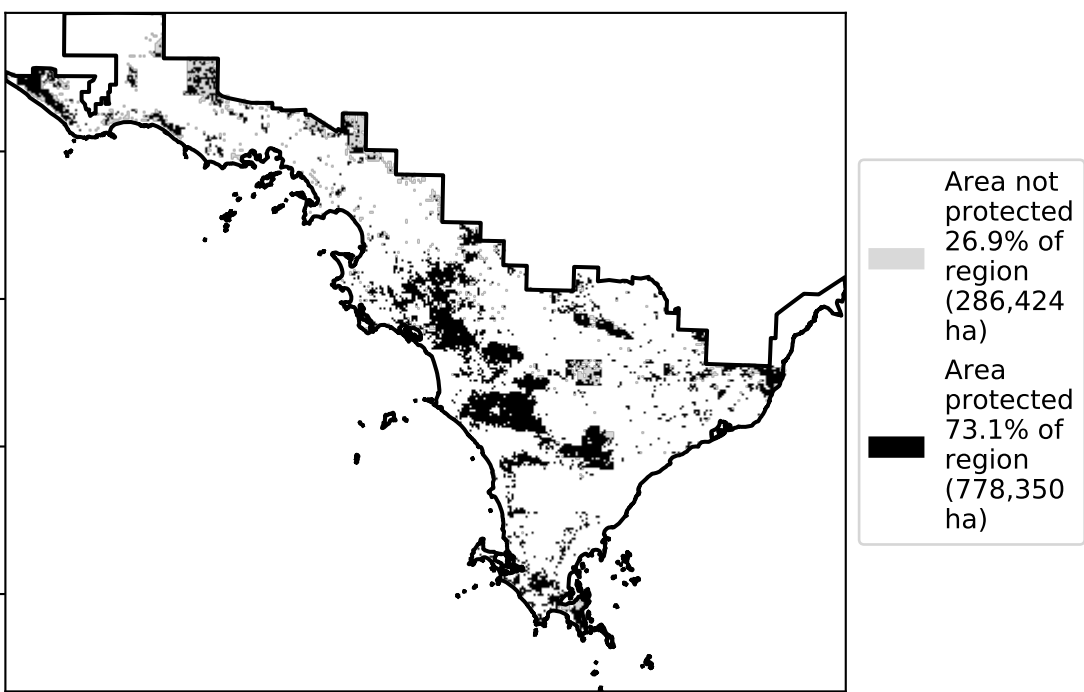 Area not
protected
26.9% of
region
(286,424
ha)
Area
protected
73.1% of
region
(778,350
ha)